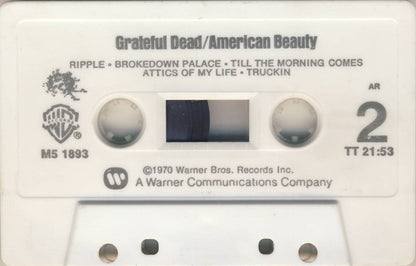 Grateful Dead/American Beauty
RIPPLE • BROKEDOWN PALACE • TILL THE MORNING COMES
ATTICS OF MY LIFE • TRUCKIN
AR
WB ®
2
M5 1893
TT 21:53
©1970 Warner Bros. Records Inc.
A Warner Communications Company